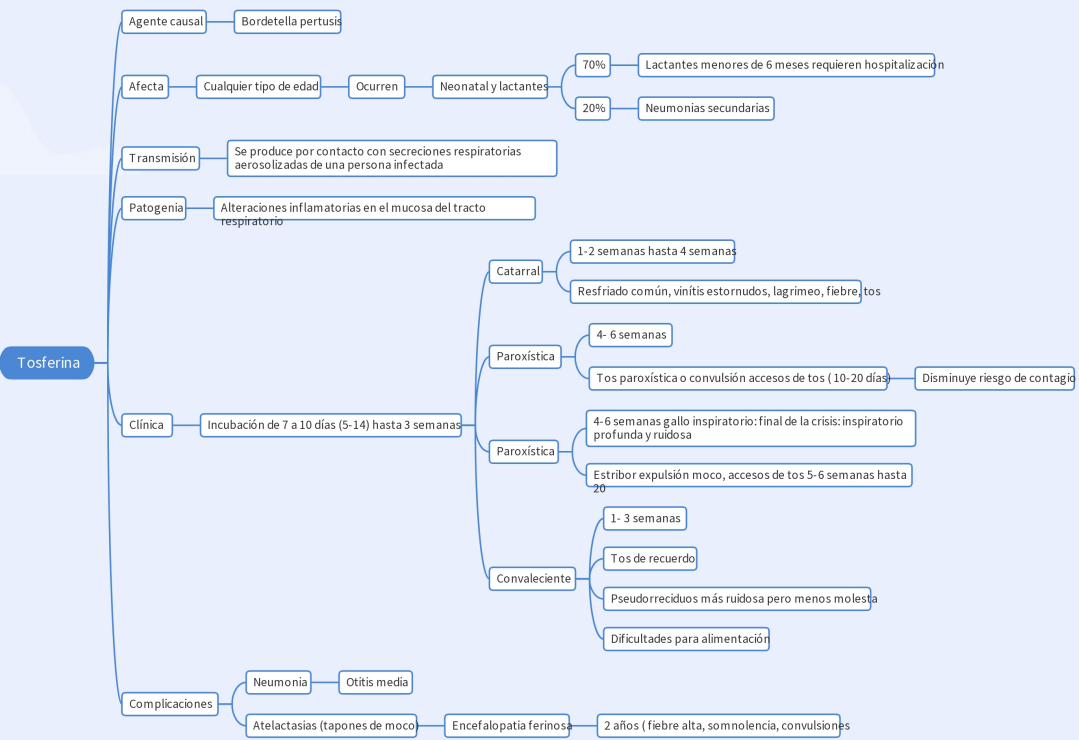 Tosferina
Agente causal
Bordetella pertusis
Afecta
Cualquier tipo de edad
Ocurren
Neonatal y lactantes
70%
Lactantes menores de 6 meses requieren hospitalización
20%
Neumonias secundarias
Transmisión
Se produce por contacto con secreciones respiratorias
aerosolizadas de una persona infectada
Patogenia
Alteraciones inflamatorias en el mucosa del tracto
respiratorio
Clínica
Incubación de 7 a 10 días (5-14) hasta 3 semanas
Catarral
1-2 semanas hasta 4 semanas
Resfriado común, vinítis estornudos, lagrimeo, fiebre, tos
Paroxística
4- 6 semanas
Tos paroxística o convulsión accesos de tos ( 10-20 días)
Disminuye riesgo de contagio
Paroxística
4-6 semanas gallo inspiratorio: final de la crisis: inspiratorio
profunda y ruidosa
Estribor expulsión moco, accesos de tos 5-6 semanas hasta
20
Convaleciente
1- 3 semanas
Tos de recuerdo
Pseudorreciduos más ruidosa pero menos molesta
Dificultades para alimentación
Complicaciones
Neumonia
Otitis media
Atelactasias (tapones de moco)
Encefalopatia ferinosa
2 años ( fiebre alta, somnolencia, convulsiones